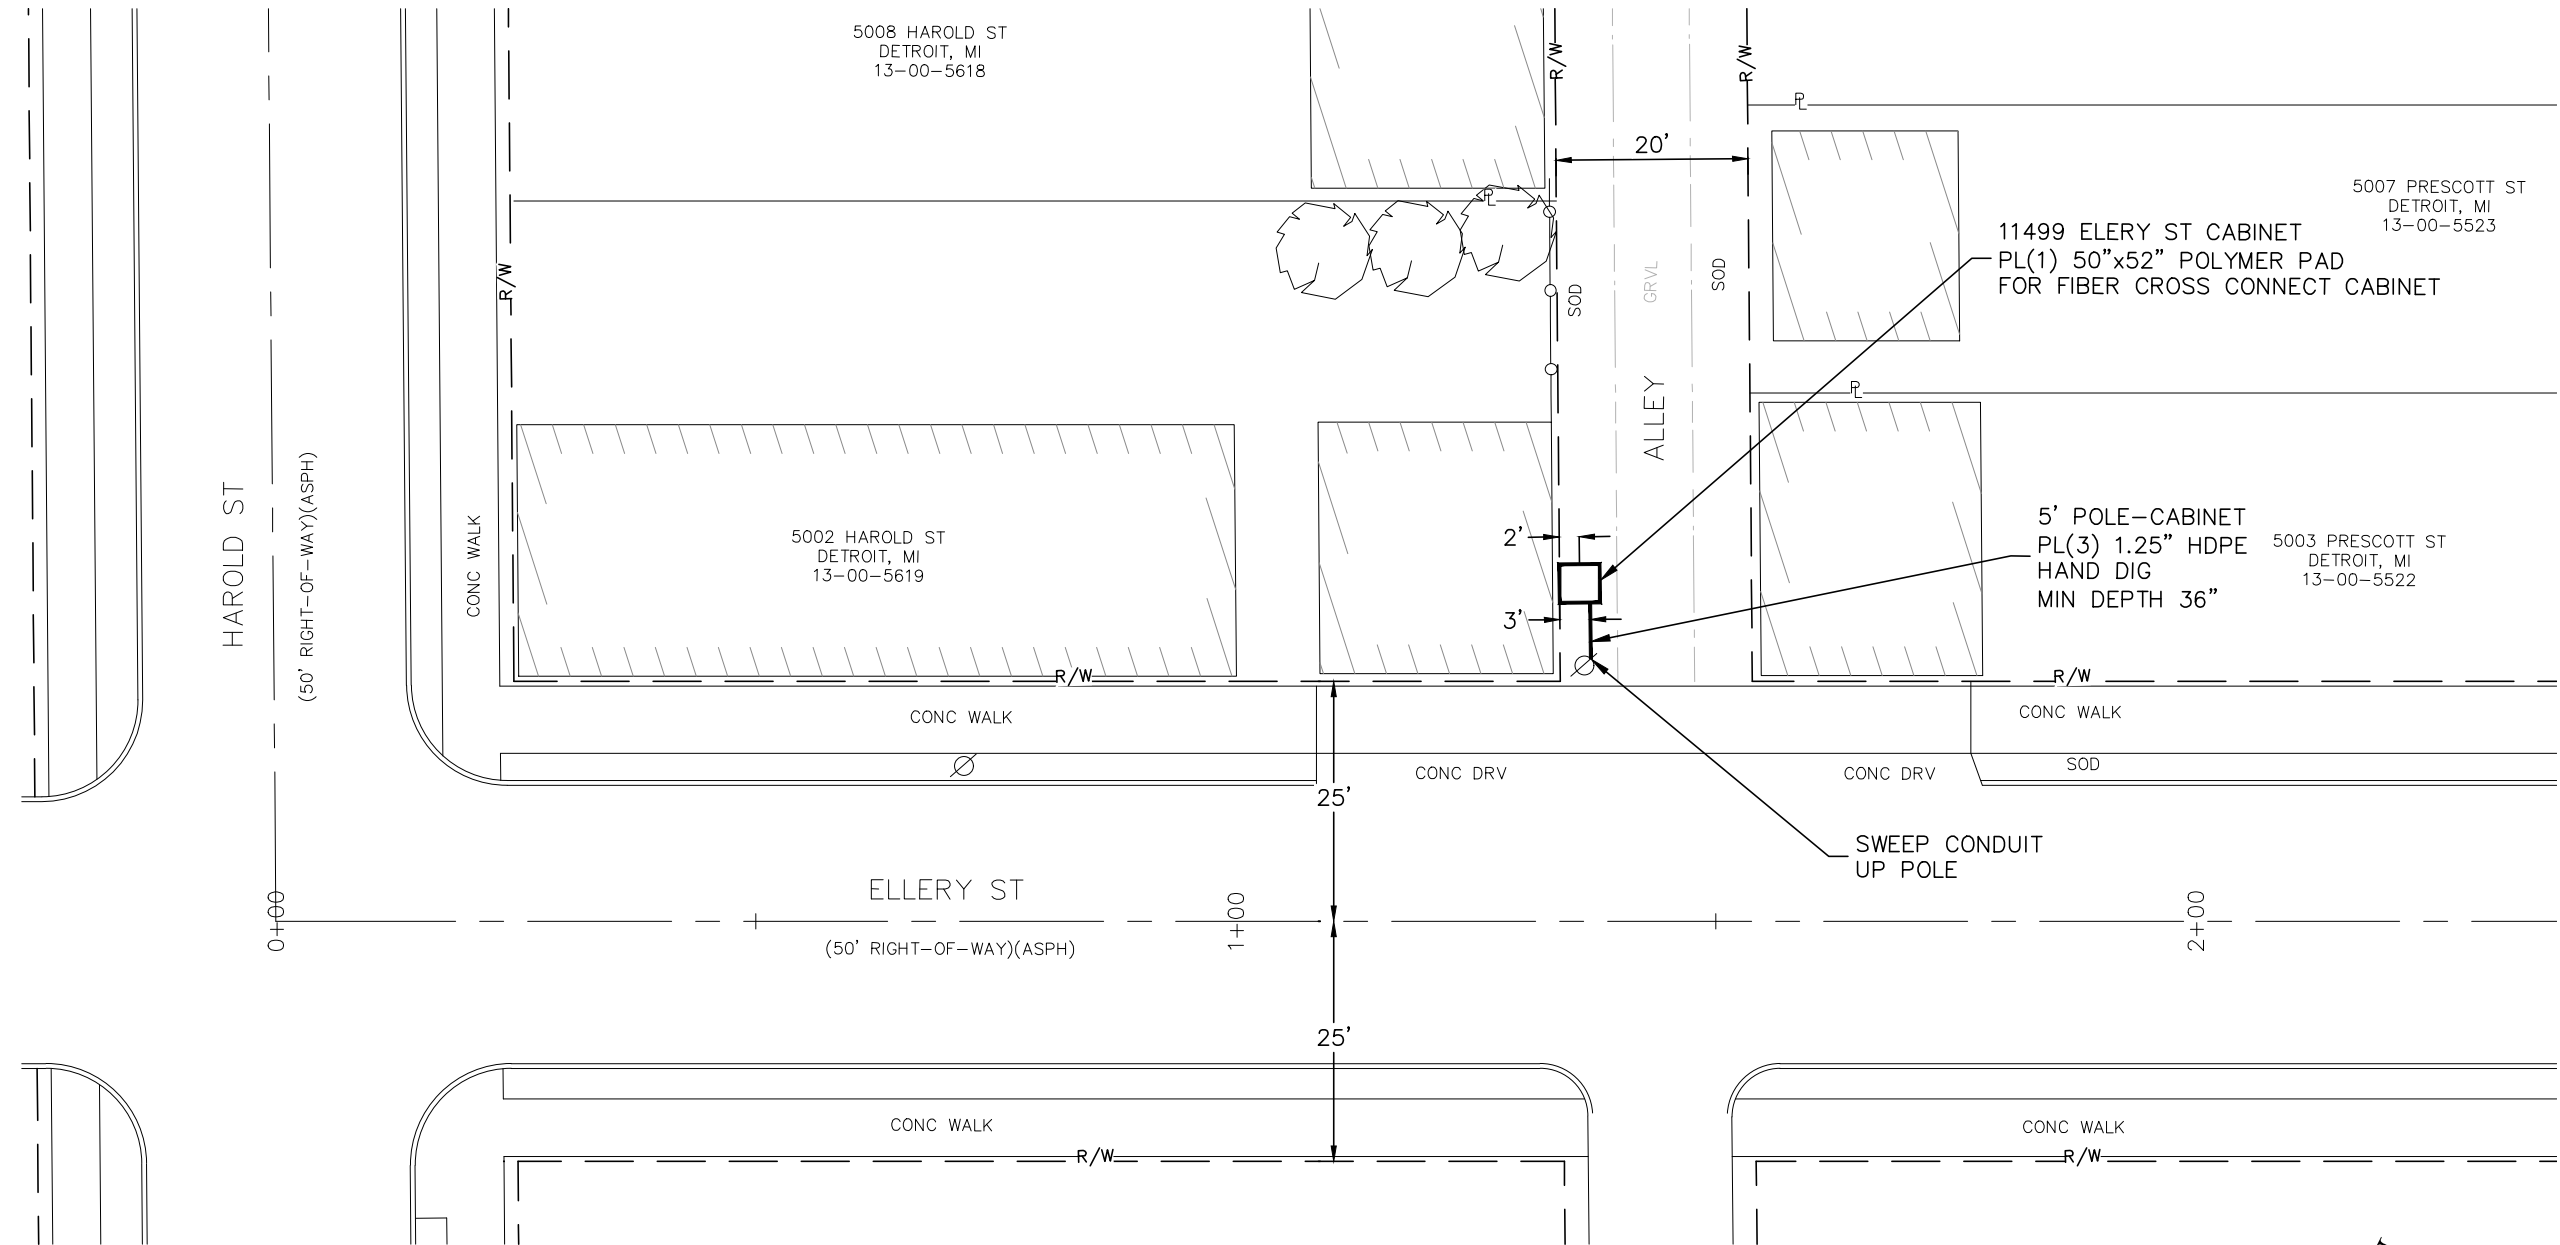 5008 HAROLD ST
DETROIT, MI
13-00-5618
R/W
R/W
PL
20'
5007 PRESCOTT ST
DETROIT, MI
13-00-5523
PL
11499 ELERY ST CABINET
PL(1) 50”x52” POLYMER PAD
FOR FIBER CROSS CONNECT CABINET
R/W
SOD
GRVL
SOD
ALLEY
PL
HAROLD ST
(50' RIGHT-OF-WAY)(ASPH)
CONC WALK
5002 HAROLD ST
DETROIT, MI
13-00-5619
2'
3'
5' POLE-CABINET
PL(3) 1.25” HDPE
HAND DIG
MIN DEPTH 36”
5003 PRESCOTT ST
DETROIT, MI
13-00-5522
R/W
R/W
CONC WALK
CONC WALK
CONC DRV
CONC DRV
SOD
25'
SWEEP CONDUIT
UP POLE
ELLERY ST
(50' RIGHT-OF-WAY)(ASPH)
0+00
1+00
2+00
25'
CONC WALK
CONC WALK
R/W
R/W